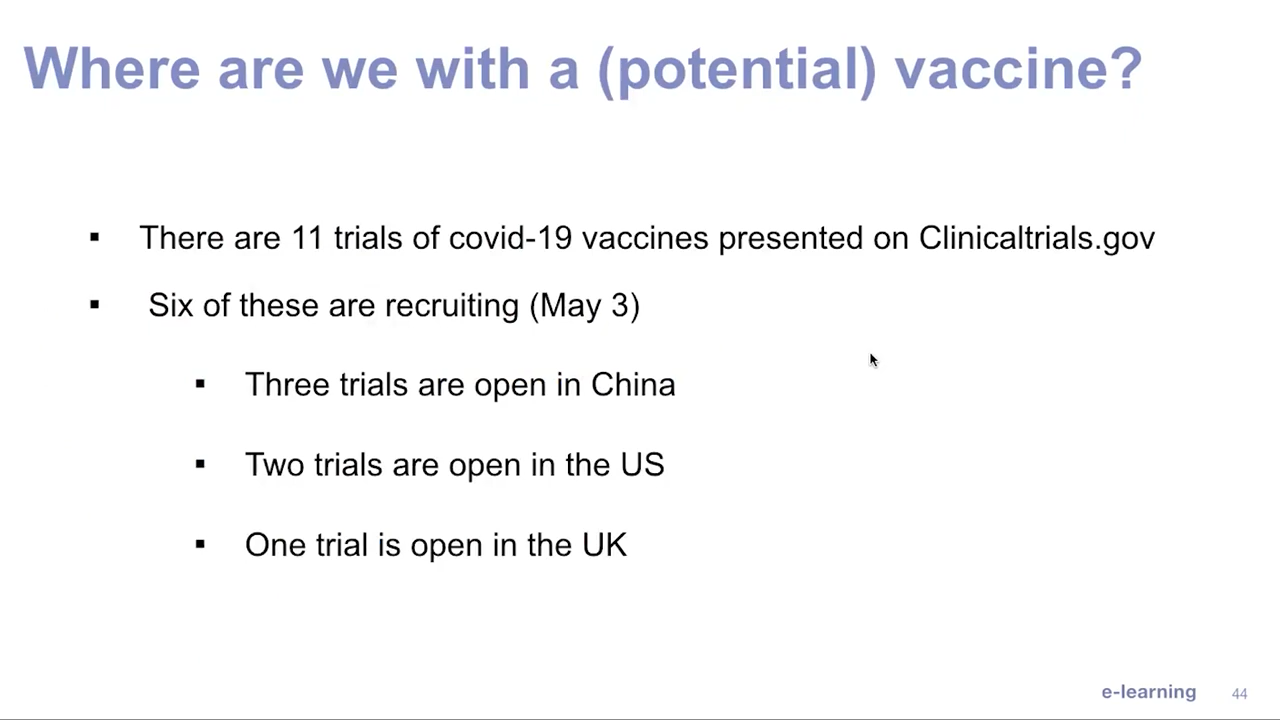 Where are we with a (potential) vaccine?
▪ There are 11 trials of covid-19 vaccines presented on Clinicaltrials.gov
▪ Six of these are recruiting (May 3)
▪ Three trials are open in China
▪ Two trials are open in the US
▪ One trial is open in the UK
e-learning 44